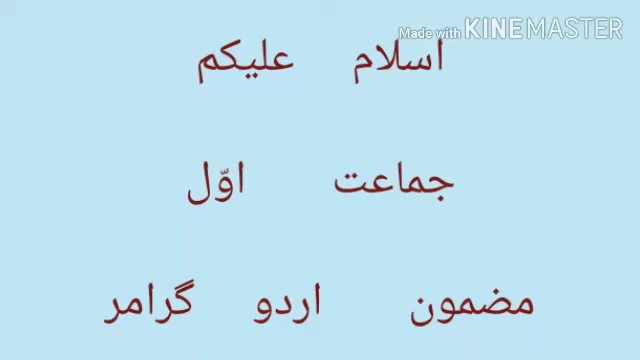 Made with KINEMASTER
اسلام علیکم
جماعت اوّل
مضمون اردو گرامر